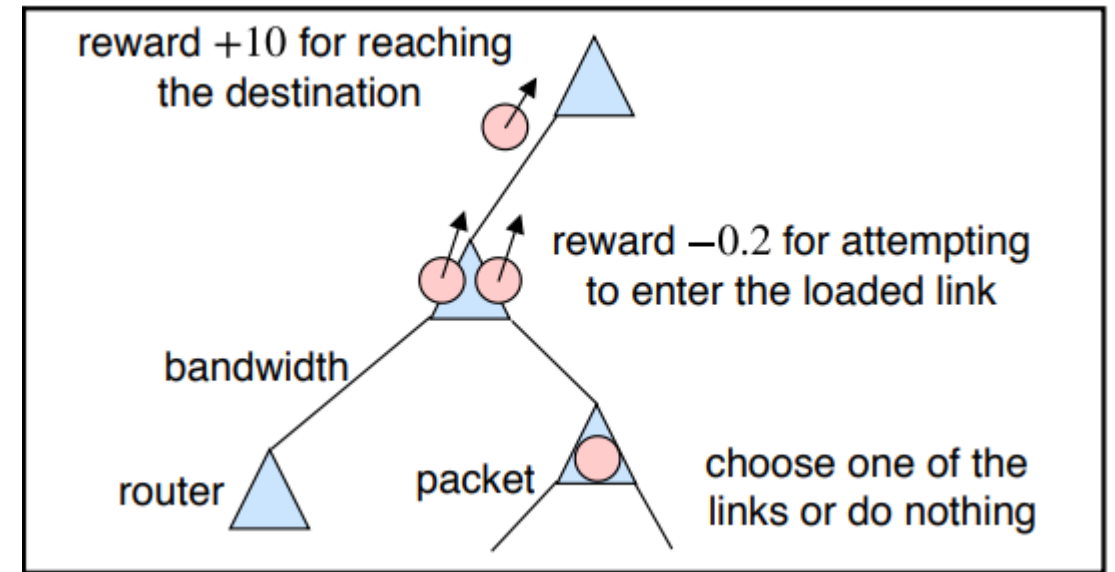 reward +10 for reaching
the destination
reward −0.2 for attempting
to enter the loaded link
bandwidth
router
packet
choose one of the
links or do nothing